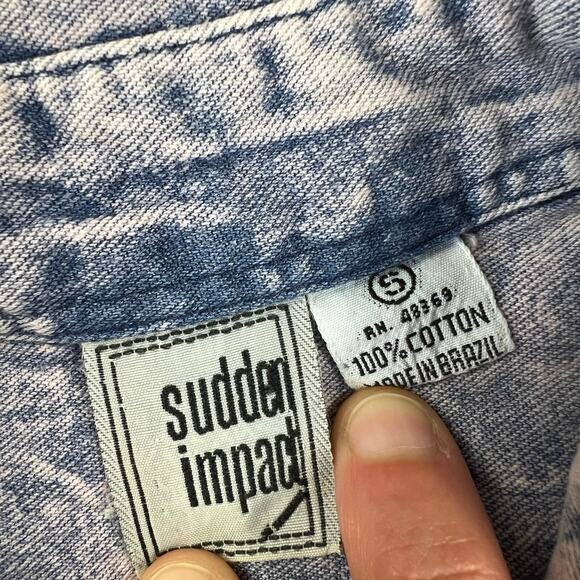 sudden
impact
S
RN. 48369
100% COTTON
MADE IN BRAZIL